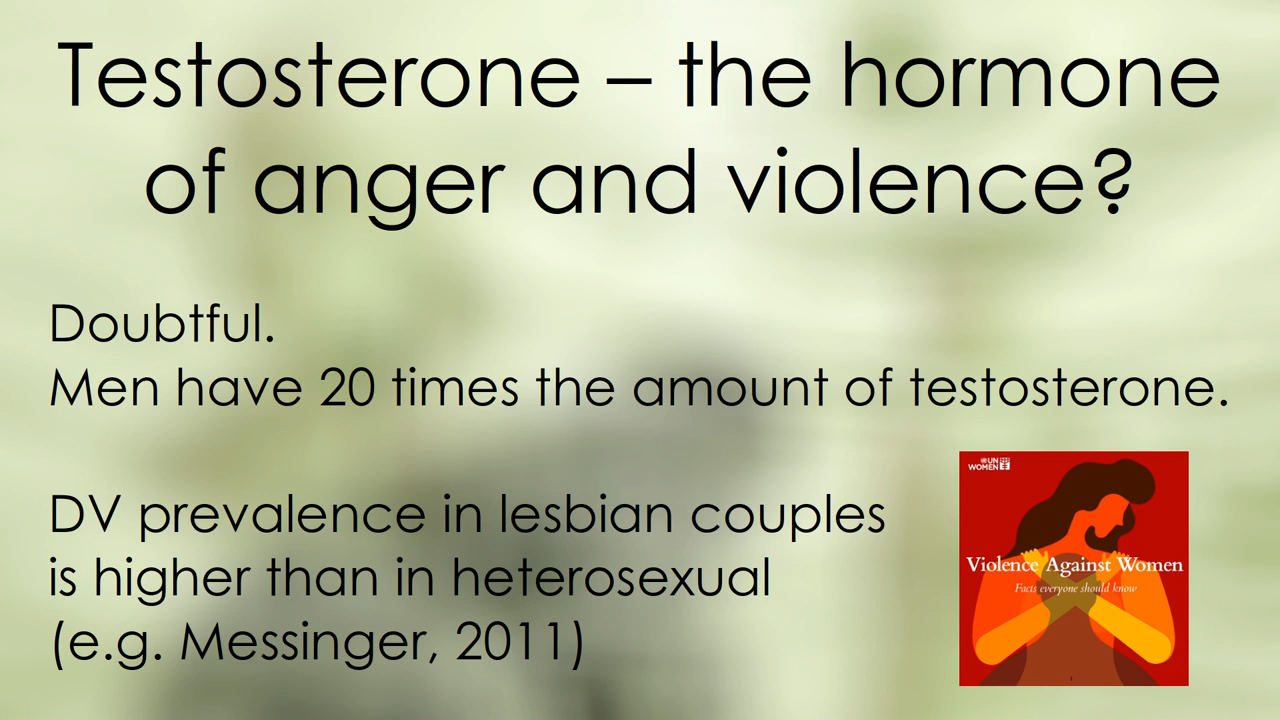 Testosterone – the hormone
of anger and violence?
Doubtful.
Men have 20 times the amount of testosterone.
DV prevalence in lesbian couples
is higher than in heterosexual
(e.g. Messinger, 2011)
UN
WOMEN
Violence Against Women
Facts everyone should know